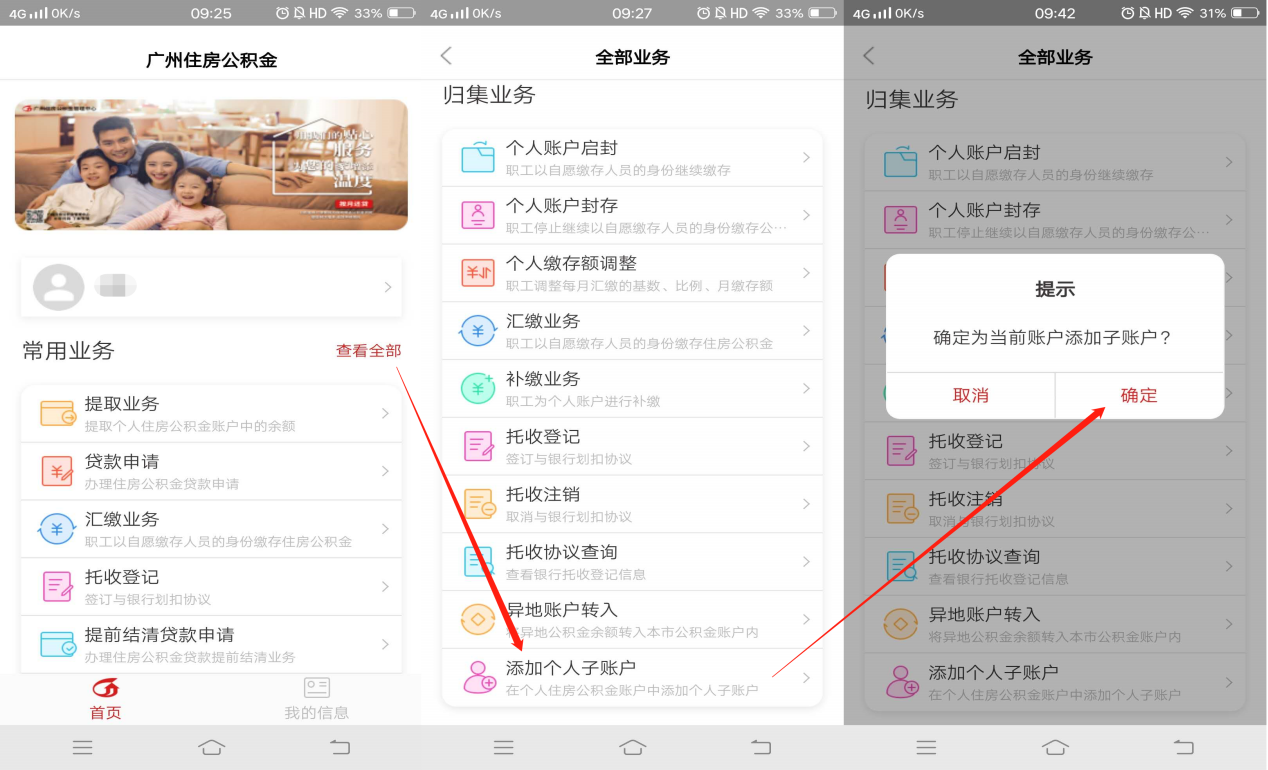 4G 0K/s 09:25 HD 33%
广州住房公积金
服务
温度
常用业务 查看全部
提取业务
提取个人住房公积金账户中的余额
贷款申请
办理住房公积金贷款申请
汇缴业务
职工以自愿缴存人员的身份缴存住房公积金
托收登记
签订与银行划扣协议
提前结清贷款申请
办理住房公积金贷款提前结清业务
首页 我的信息
4G 0K/s 09:27 HD 33%
全部业务
归集业务
个人账户启封
职工以自愿缴存人员的身份继续缴存
个人账户封存
职工停止继续以自愿缴存人员的身份缴存公…
个人缴存额调整
职工调整每月汇缴的基数、比例、月缴存额
汇缴业务
职工以自愿缴存人员的身份缴存住房公积金
补缴业务
职工为个人账户进行补缴
托收登记
签订与银行划扣协议
托收注销
取消与银行划扣协议
托收协议查询
查看银行托收登记信息
异地账户转入
将异地公积金余额转入本市公积金账户内
添加个人子账户
在个人住房公积金账户中添加个人子账户
4G 0K/s 09:42 HD 31%
全部业务
归集业务
个人账户启封
职工以自愿缴存人员的身份继续缴存
个人账户封存
职工停止继续以自愿缴存人员的身份缴存公…
提示
确定为当前账户添加子账户？
取消 确定
托收登记
签订与银行划扣协议
托收注销
取消与银行划扣协议
托收协议查询
查看银行托收登记信息
异地账户转入
将异地公积金余额转入本市公积金账户内
添加个人子账户
在个人住房公积金账户中添加个人子账户